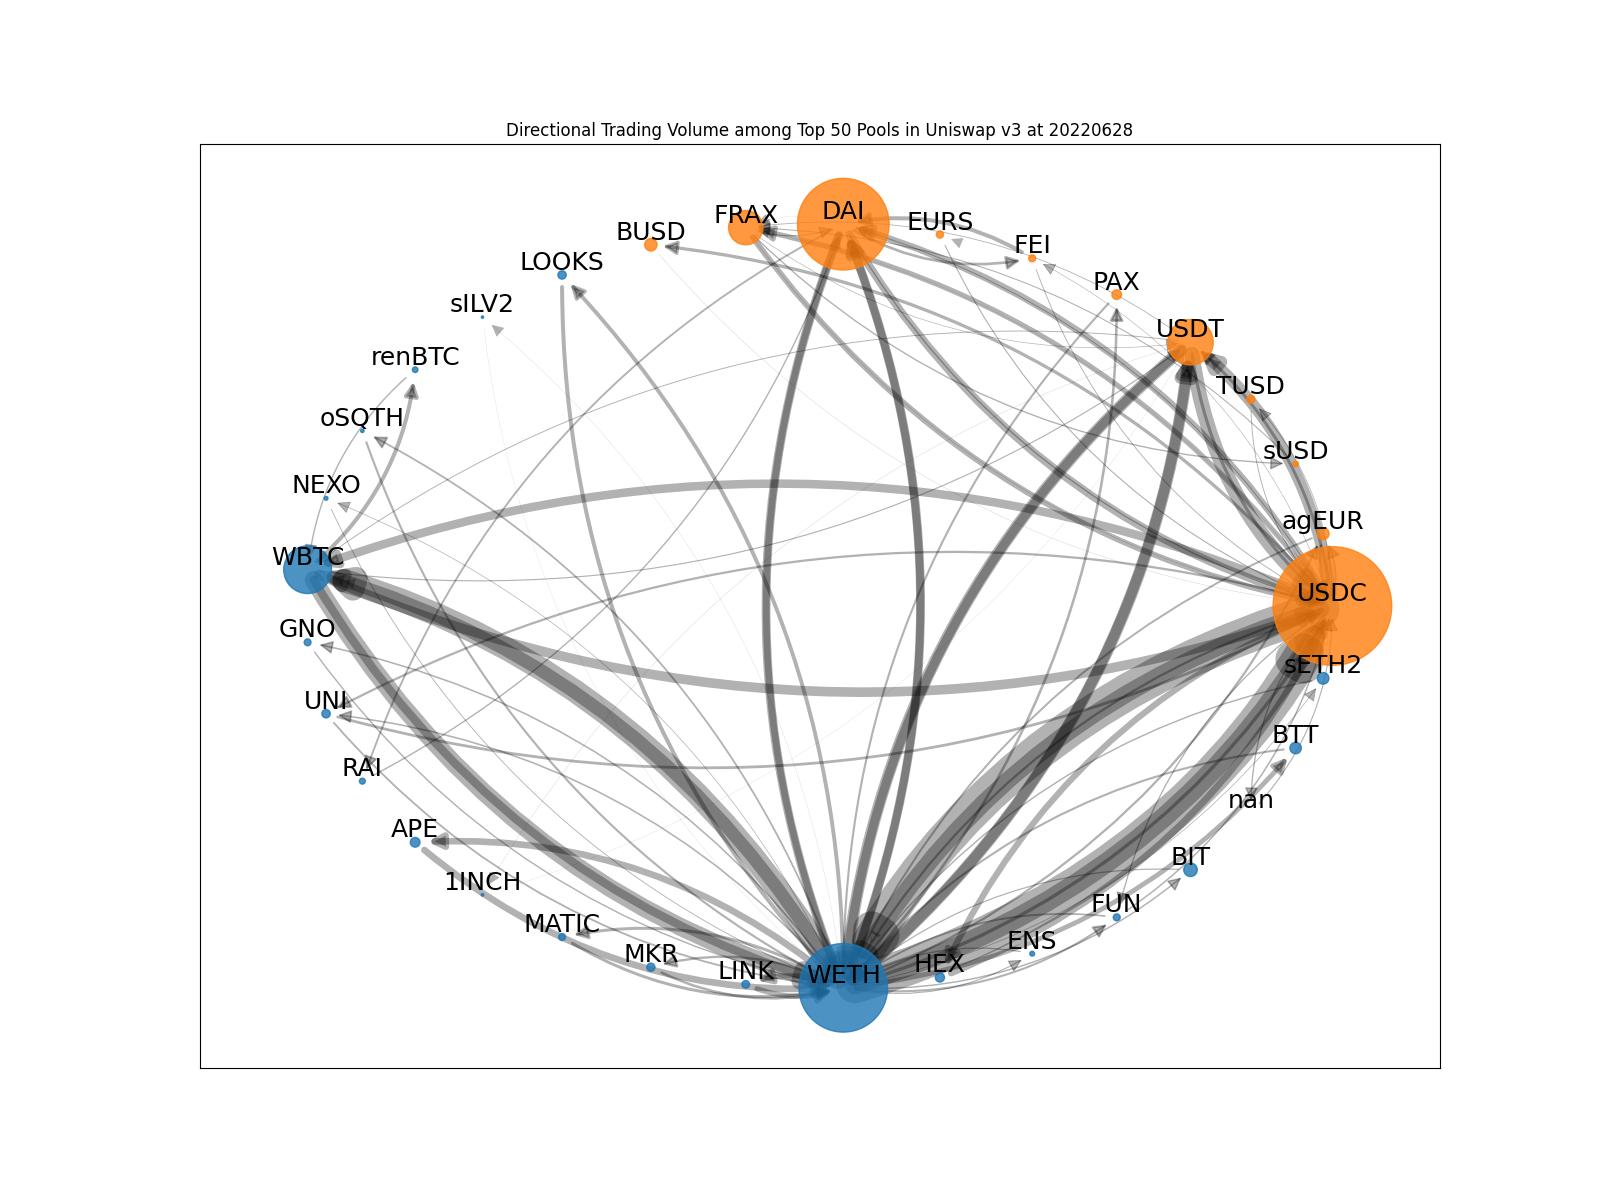 Directional Trading Volume among Top 50 Pools in Uniswap v3 at 20220628
DAI
FRAX
EURS
BUSD
FEI
LOOKS
PAX
sILV2
USDT
renBTC
TUSD
oSQTH
sUSD
NEXO
agEUR
WBTC
USDC
GNO
sETH2
UNI
BTT
RAI
nan
APE
BIT
1INCH
FUN
MATIC
ENS
MKR
HEX
LINK
WETH